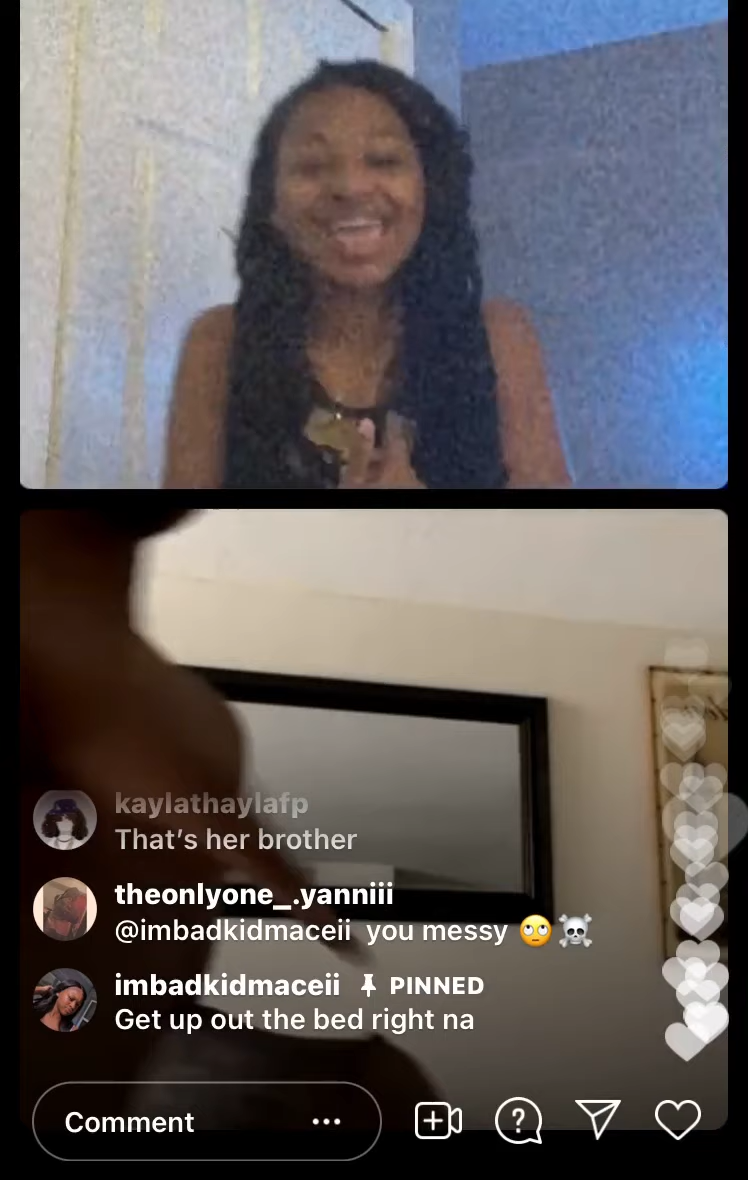 kaylathaylafp
That's her brother
theonlyone_.yanniii
@imbadkidmaceii you messy 🙄☠️
imbadkidmaceii PINNED
Get up out the bed right na
Comment ...